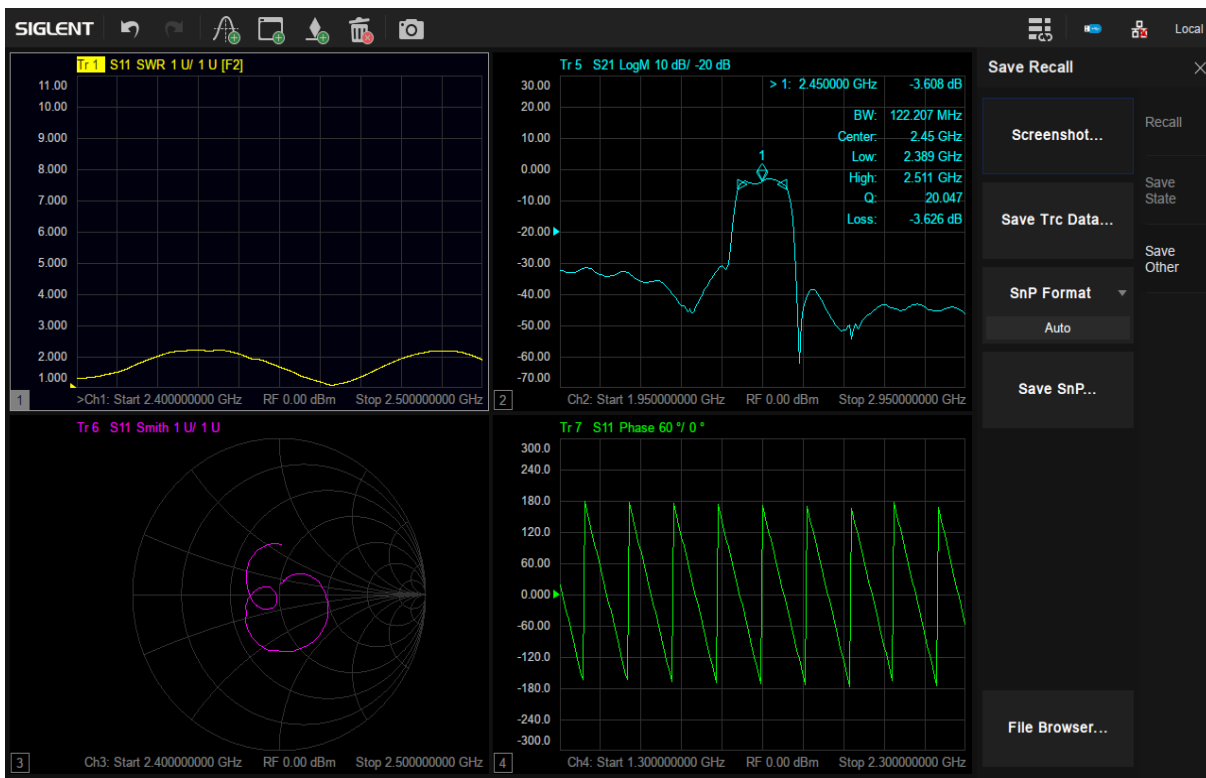 SIGLENT
Local
Tr 1 S11 SWR 1 U/ 1 U [F2]
11.00
10.00
9.000
8.000
7.000
6.000
5.000
4.000
3.000
2.000
1.000
1
>Ch1: Start 2.400000000 GHz RF 0.00 dBm Stop 2.500000000 GHz
Tr 5 S21 LogM 10 dB/ -20 dB
> 1: 2.450000 GHz -3.608 dB
BW: 122.207 MHz
Center: 2.45 GHz
Low: 2.389 GHz
High: 2.511 GHz
Q: 20.047
Loss: -3.626 dB
1
30.00
20.00
10.00
0.000
-10.00
-20.00
-30.00
-40.00
-50.00
-60.00
-70.00
2
Ch2: Start 1.950000000 GHz RF 0.00 dBm Stop 2.950000000 GHz
Tr 6 S11 Smith 1 U/ 1 U
3
Ch3: Start 2.400000000 GHz RF 0.00 dBm Stop 2.500000000 GHz
Tr 7 S11 Phase 60 °/ 0 °
300.0
240.0
180.0
120.0
60.00
0.000
-60.00
-120.0
-180.0
-240.0
-300.0
4
Ch4: Start 1.300000000 GHz RF 0.00 dBm Stop 2.300000000 GHz
Save Recall
Screenshot...
Save Trc Data...
SnP Format
Auto
Save SnP...
File Browser...
Recall
Save
State
Save
Other